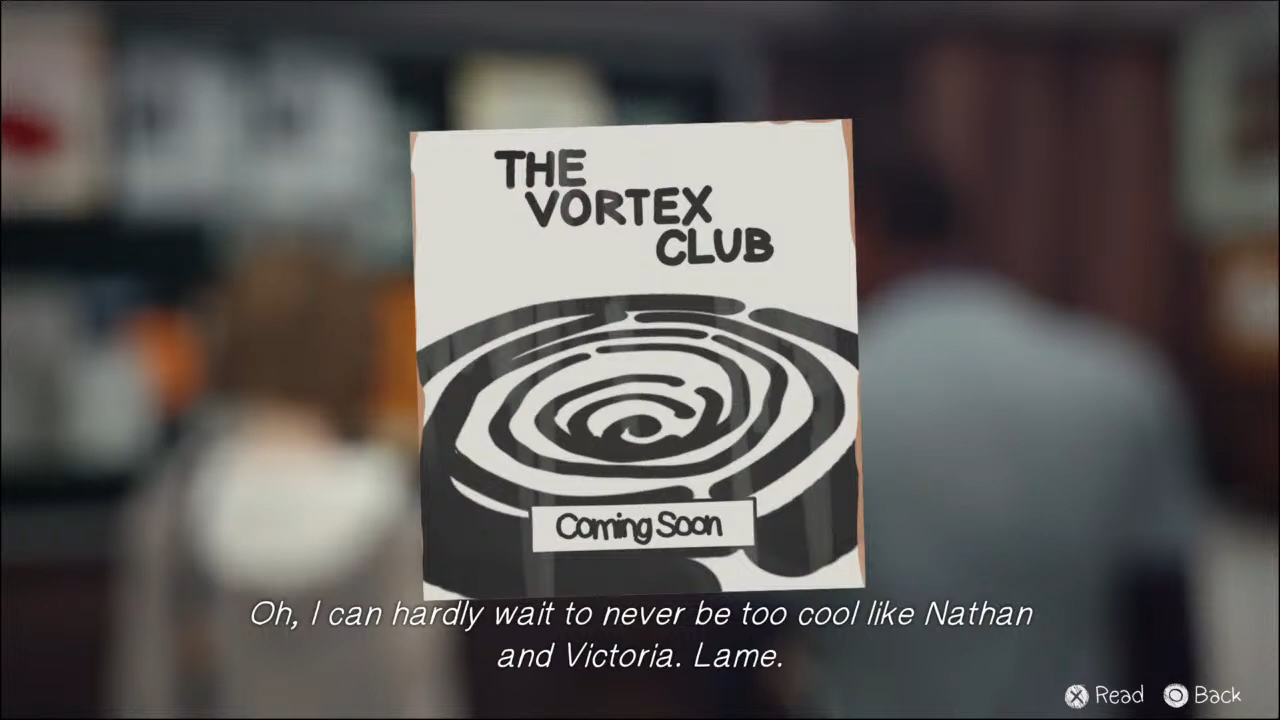 THE
VORTEX
CLUB
Coming Soon
Oh, I can hardly wait to never be too cool like Nathan
and Victoria. Lame.
Read Back